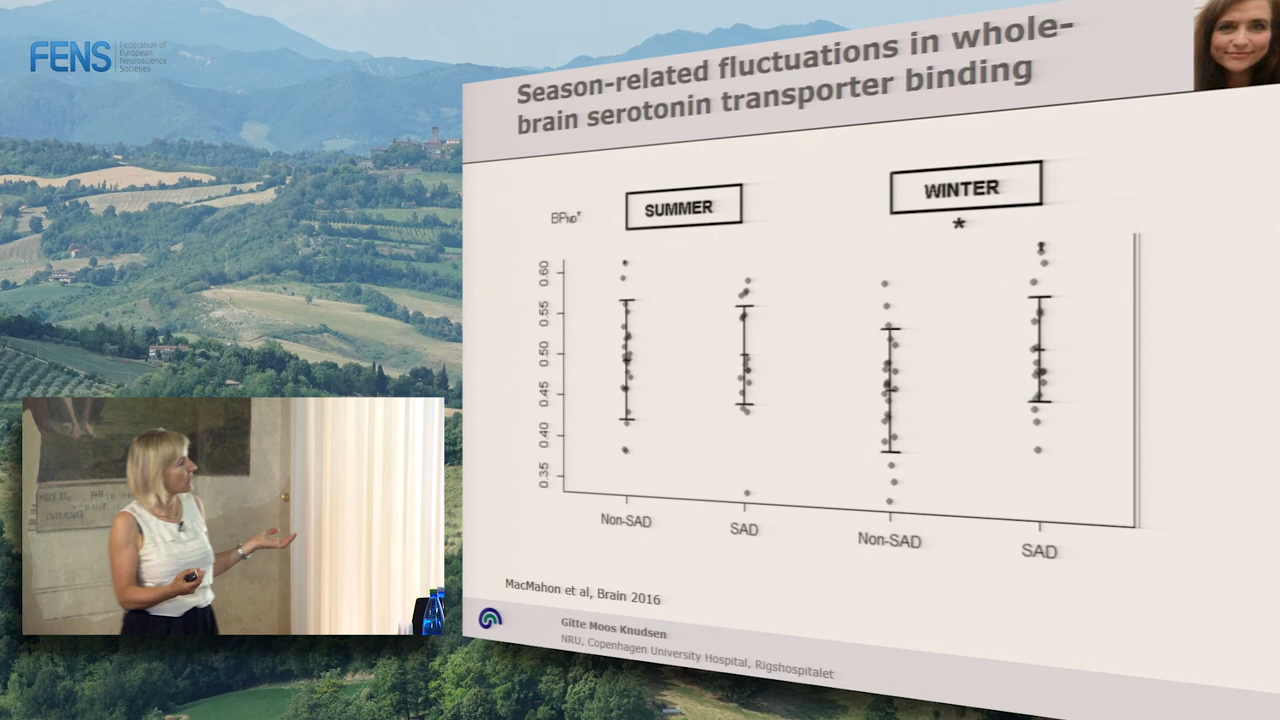 FENS
Federation of
European
Neuroscience
Societies
Season-related fluctuations in whole-
brain serotonin transporter binding
SUMMER
WINTER
BPND*
*
0.60
0.55
0.50
0.45
0.40
0.35
Non-SAD
SAD
Non-SAD
SAD
MacMahon et al, Brain 2016
Gitte Moos Knudsen
NRU, Copenhagen University Hospital, Rigshospitalet